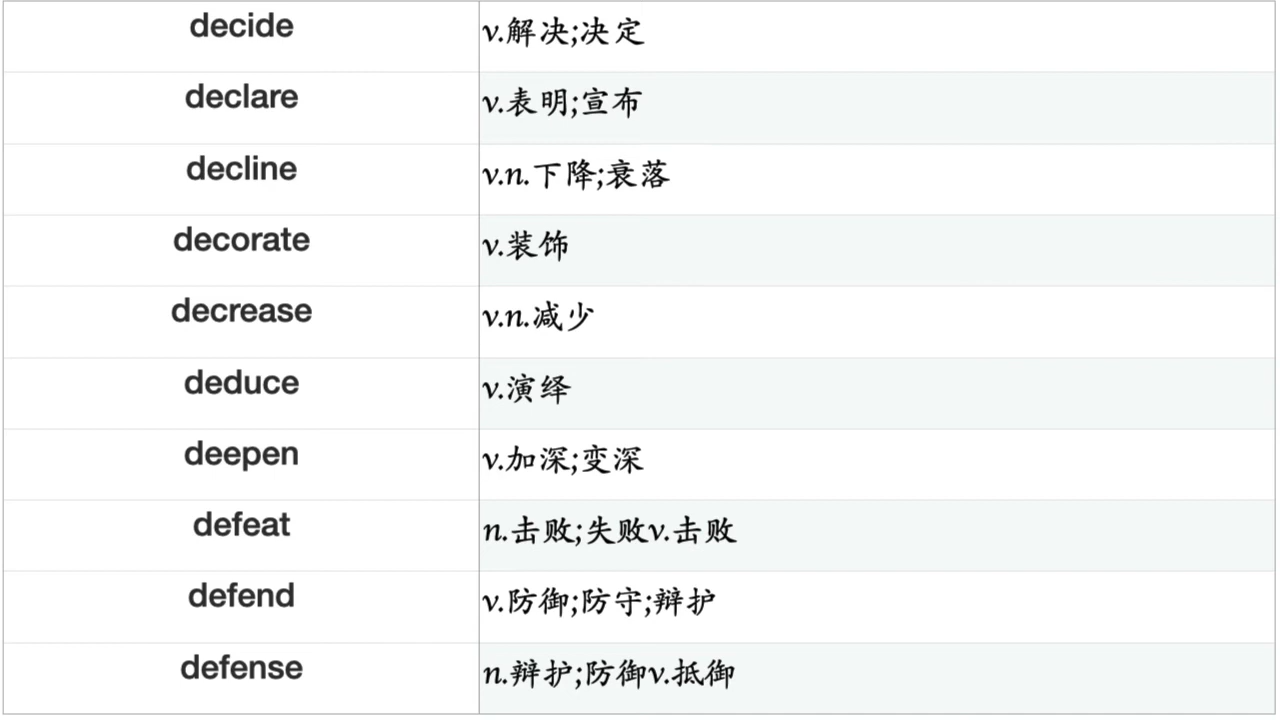 decide v.解决;决定
declare v.表明;宣布
decline v.n.下降;衰落
decorate v.装饰
decrease v.n.减少
deduce v.演绎
deepen v.加深;变深
defeat n.击败;失败v.击败
defend v.防御;防守;辩护
defense n.辩护;防御v.抵御